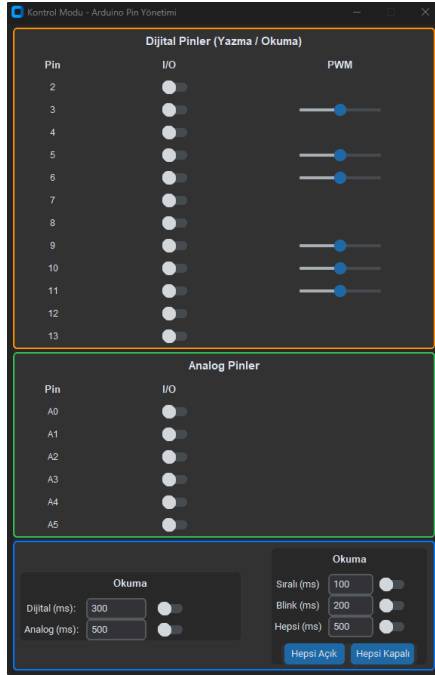 Kontrol Modu - Arduino Pin Yönetimi
Dijital Pinler (Yazma / Okuma)
Pin I/O PWM
2
3
4
5
6
7
8
9
10
11
12
13
Analog Pinler
Pin I/O
A0
A1
A2
A3
A4
A5
Okuma
Dijital (ms): 300
Analog (ms): 500
Okuma
Sıralı (ms) 100
Blink (ms) 200
Hepsi (ms) 500
Hepsi Açık Hepsi Kapalı